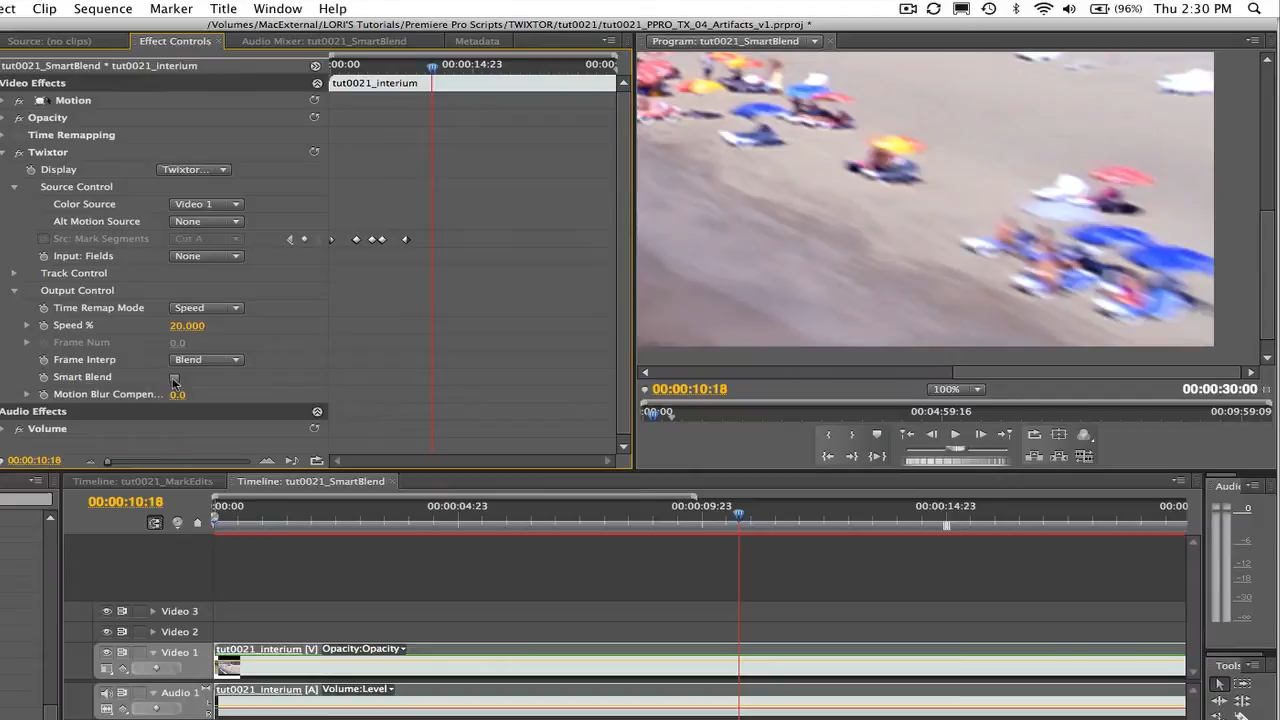 ect Clip Sequence Marker Title Window Help (96%) Thu 2:30 PM
/Volumes/MacExternal/LORI'S Tutorials/Premiere Pro Scripts/TWIXTOR/tut0021/tut0021_PPRO_TX_04_Artifacts_v1.prproj *
Source: (no clips) Effect Controls Audio Mixer: tut0021_SmartBlend Metadata Program: tut0021_SmartBlend
tut0021_SmartBlend * tut0021_interium :00:00 00:00:14:23 00:00:
Video Effects tut0021_interium
Motion
Opacity
Time Remapping
Twixtor
Display Twixtor...
Source Control
Color Source Video 1
Alt Motion Source None
Src: Mark Segments Cut A
Input: Fields None
Track Control
Output Control
Time Remap Mode Speed
Speed % 20.000
Frame Num 0.0
Frame Interp Blend
Smart Blend
Motion Blur Compen... 0.0
Audio Effects
Volume
00:00:10:18
00:00:10:18 100% 00:00:30:00
:00:00 00:04:59:16 00:09:59:09
Timeline: tut0021_MarkEdits Timeline: tut0021_SmartBlend Audio
00:00:10:18 :00:00 00:00:04:23 00:00:09:23 00:00:14:23 00:00
0
-6
-12
-18
-30
Video 3
Video 2
Video 1 tut0021_interium [V] Opacity:Opacity
Tools
Audio 1 tut0021_interium [A] Volume:Level
L
R